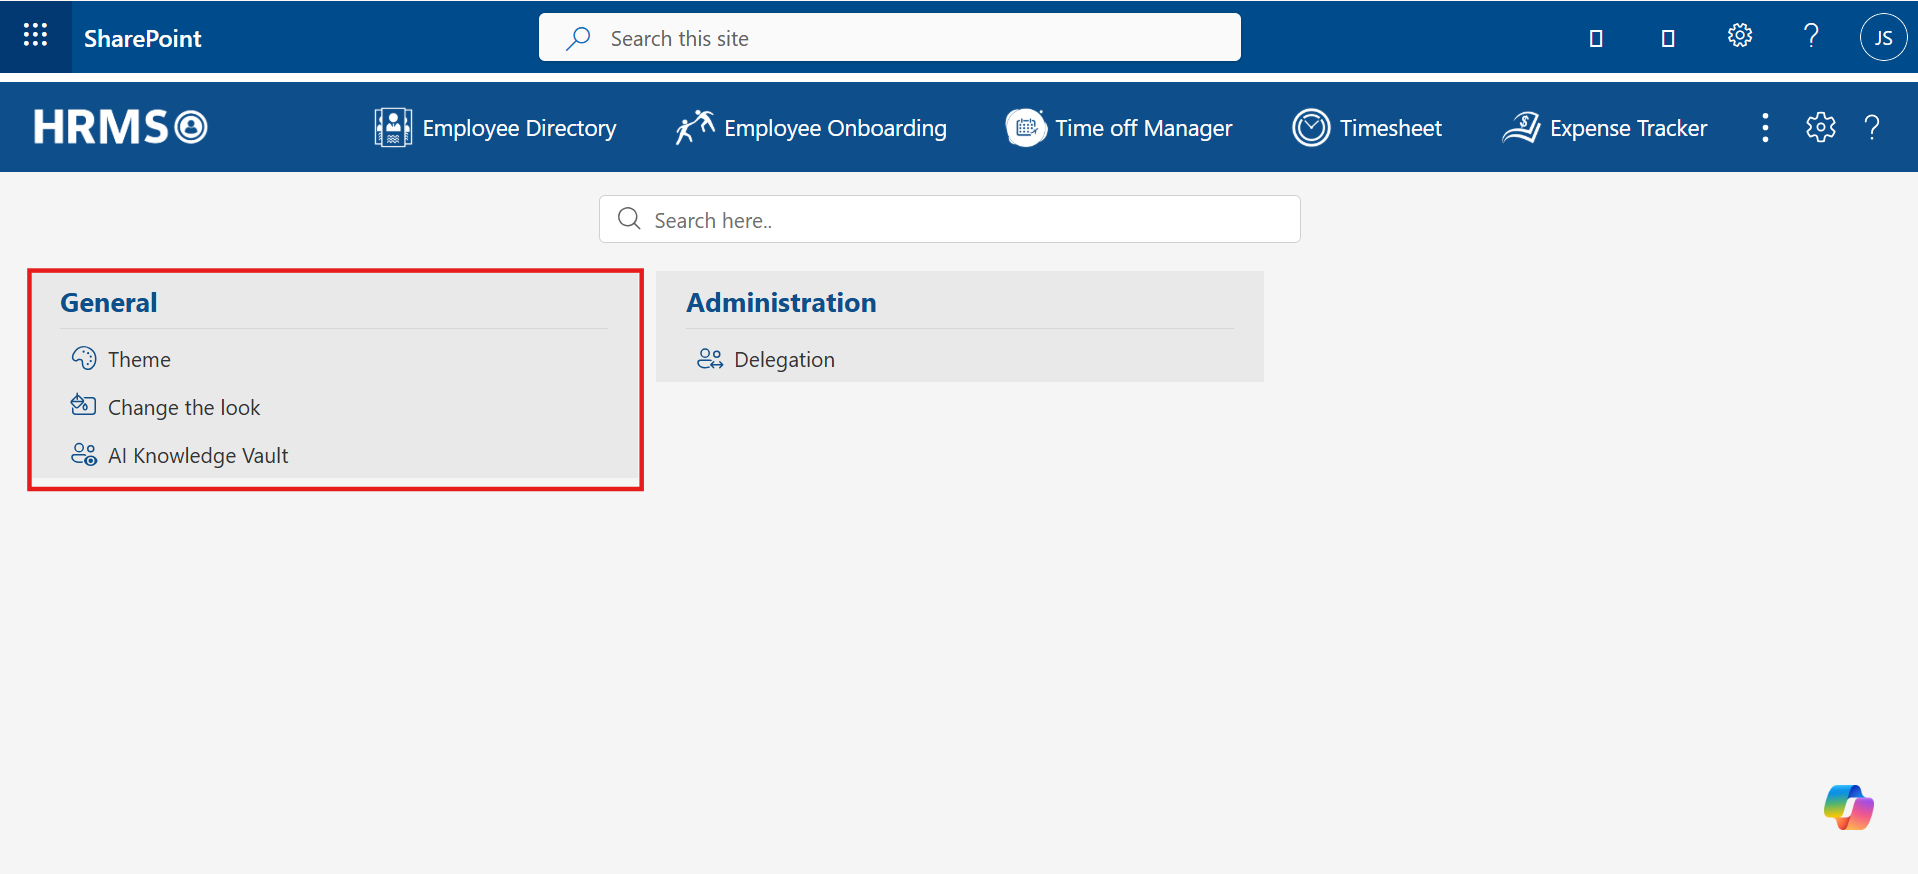 SharePoint
Search this site
JS
HRMS
Employee Directory
Employee Onboarding
Time off Manager
Timesheet
Expense Tracker
Search here..
General
Theme
Change the look
AI Knowledge Vault
Administration
Delegation